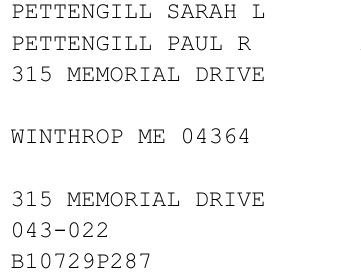 PETTENGILL SARAH L
PETTENGILL PAUL R
315 MEMORIAL DRIVE
WINTHROP ME 04364
315 MEMORIAL DRIVE
043-022
B10729P287